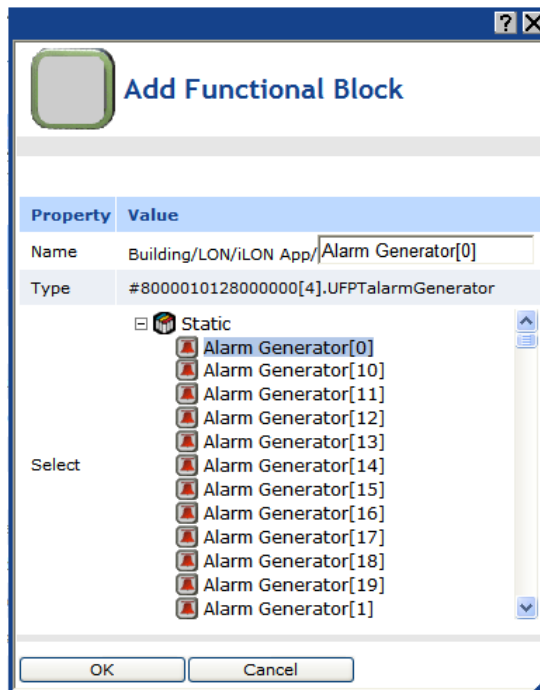 ?
Add Functional Block
Property Value
Name Building/LON/iLON App/ Alarm Generator[0]
Type #8000010128000000[4].UFPTalarmGenerator
Static
Alarm Generator[0]
Alarm Generator[10]
Alarm Generator[11]
Alarm Generator[12]
Alarm Generator[13]
Select
Alarm Generator[14]
Alarm Generator[15]
Alarm Generator[16]
Alarm Generator[17]
Alarm Generator[18]
Alarm Generator[19]
Alarm Generator[1]
OK Cancel